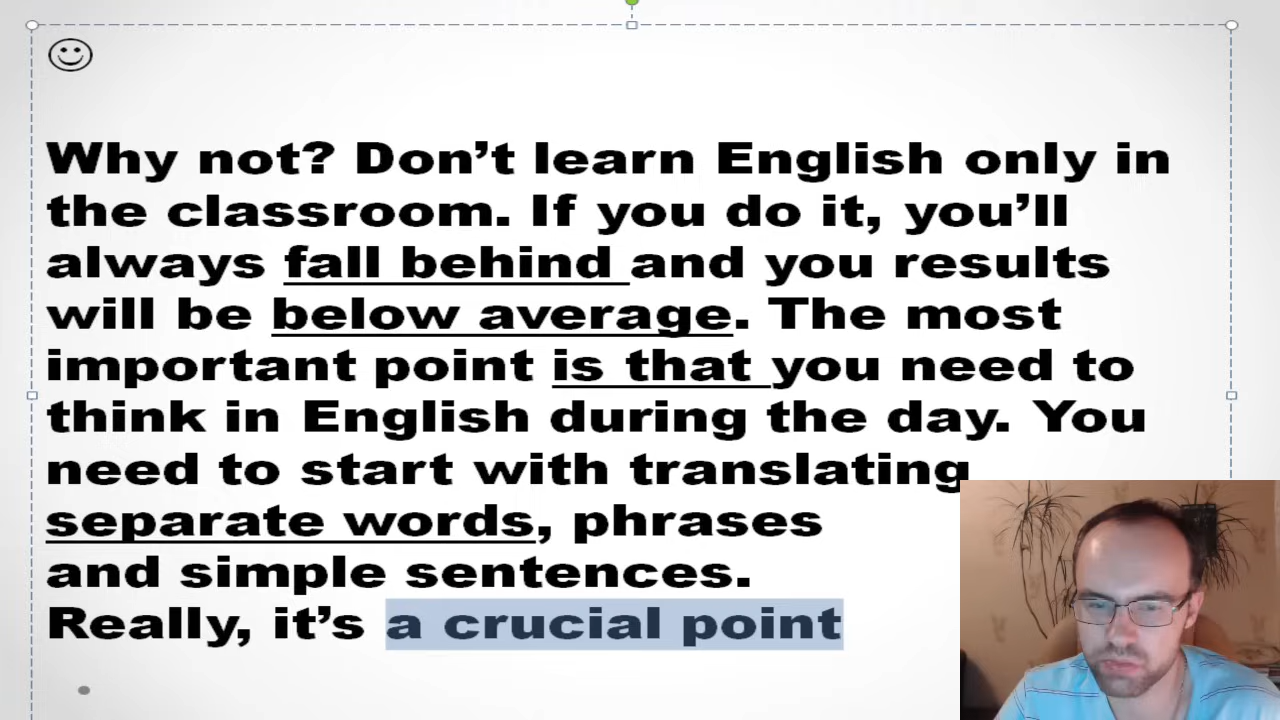 Why not? Don’t learn English only in
the classroom. If you do it, you’ll
always fall behind and you results
will be below average. The most
important point is that you need to
think in English during the day. You
need to start with translating
separate words, phrases
and simple sentences.
Really, it’s a crucial point